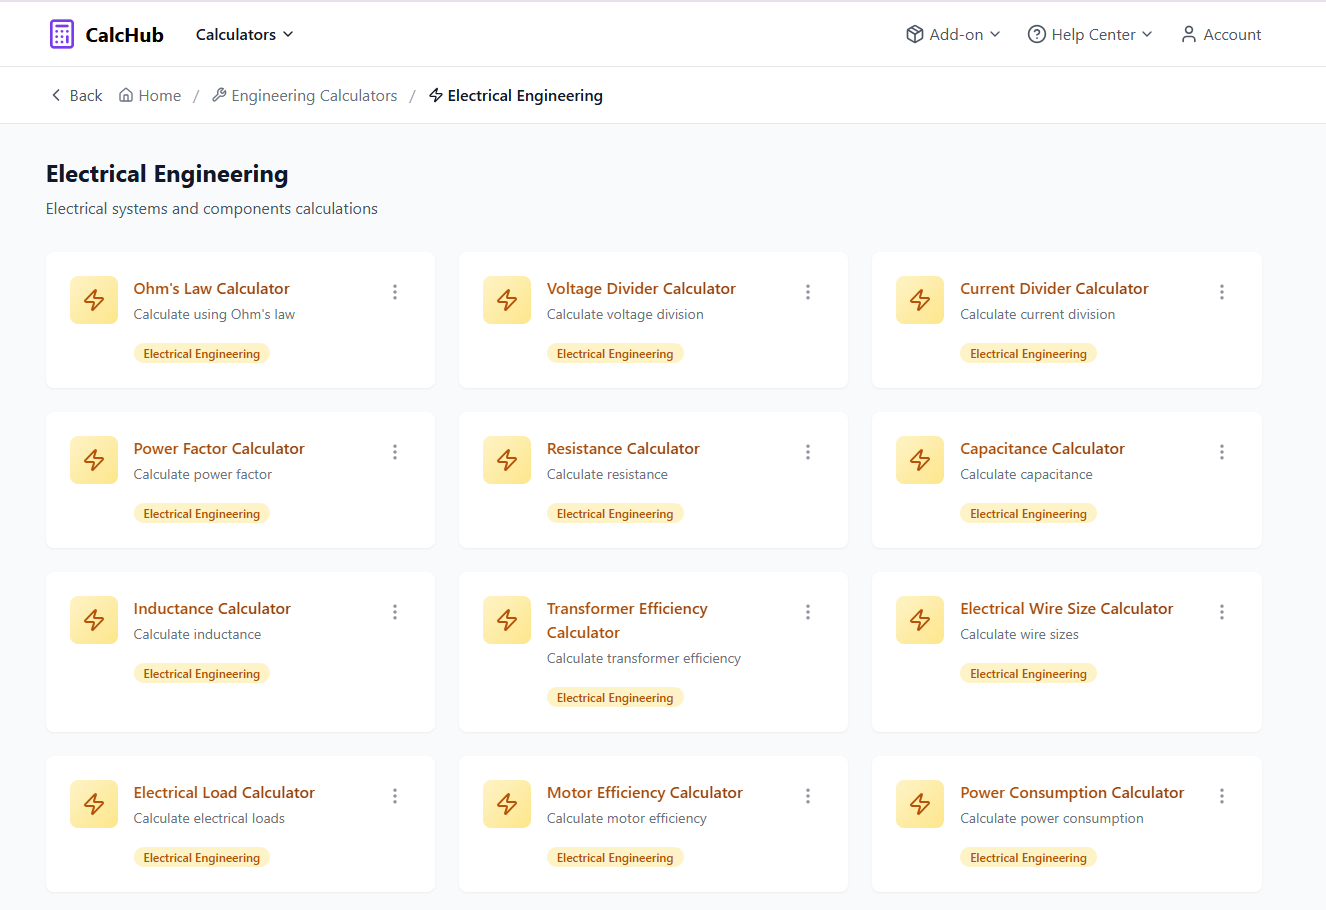 CalcHub
Calculators
Add-on
Help Center
Account
Back
Home / Engineering Calculators / Electrical Engineering
Electrical Engineering
Electrical systems and components calculations
Ohm's Law Calculator
Calculate using Ohm's law
Electrical Engineering
Voltage Divider Calculator
Calculate voltage division
Electrical Engineering
Current Divider Calculator
Calculate current division
Electrical Engineering
Power Factor Calculator
Calculate power factor
Electrical Engineering
Resistance Calculator
Calculate resistance
Electrical Engineering
Capacitance Calculator
Calculate capacitance
Electrical Engineering
Inductance Calculator
Calculate inductance
Electrical Engineering
Transformer Efficiency
Calculator
Calculate transformer efficiency
Electrical Engineering
Electrical Wire Size Calculator
Calculate wire sizes
Electrical Engineering
Electrical Load Calculator
Calculate electrical loads
Electrical Engineering
Motor Efficiency Calculator
Calculate motor efficiency
Electrical Engineering
Power Consumption Calculator
Calculate power consumption
Electrical Engineering